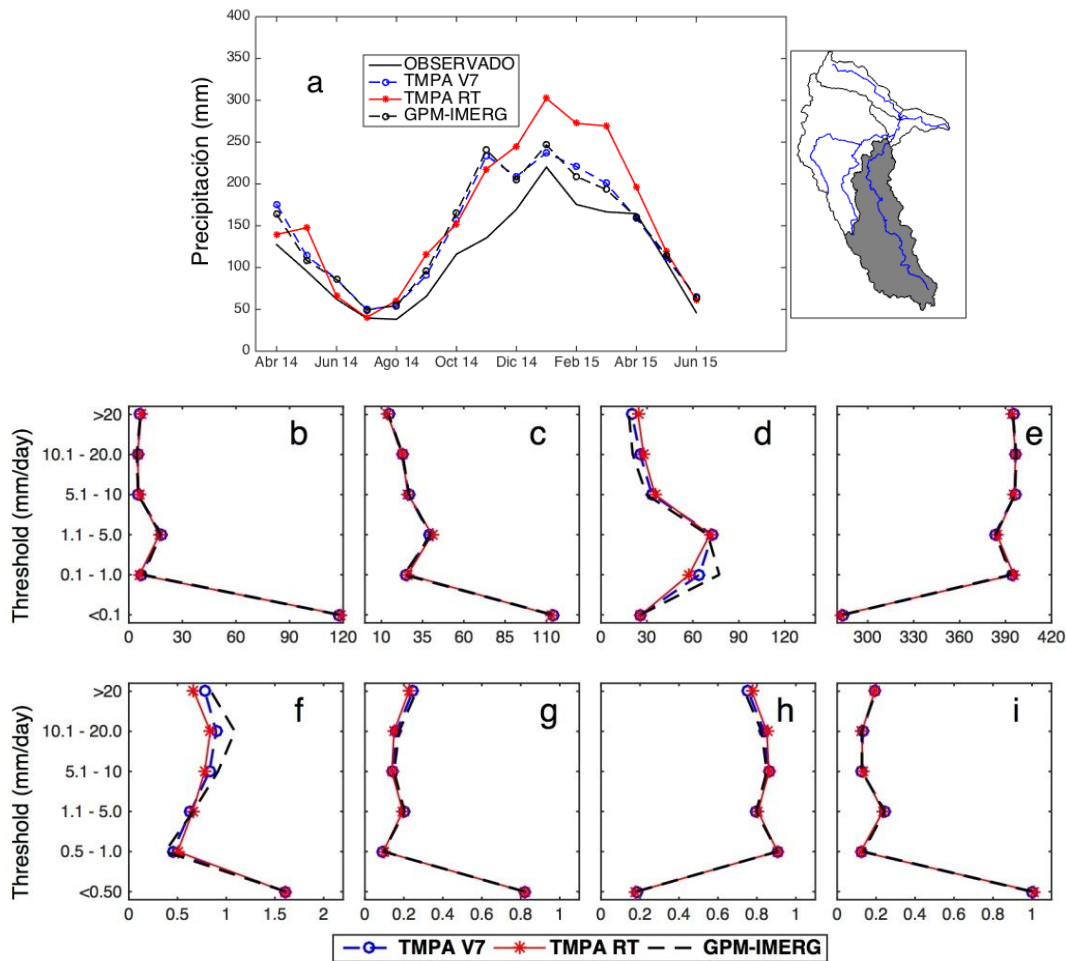 400
350
300
250
200
150
100
50
0
Precipitación (mm)
a
OBSERVADO
TMPA V7
TMPA RT
GPM-IMERG
Abr 14 Jun 14 Ago 14 Oct 14 Dic 14 Feb 15 Abr 15 Jun 15
Threshold (mm/day)
>20
10.1 - 20.0
5.1 - 10
1.1 - 5.0
0.1 - 1.0
<0.1
b c d e
0 30 60 90 120
10 35 60 85 110
0 30 60 90 120
300 330 360 390 420
Threshold (mm/day)
>20
10.1 - 20.0
5.1 - 10
1.1 - 5.0
0.5 - 1.0
<0.50
f g h i
0 0.5 1 1.5 2
0 0.2 0.4 0.6 0.8 1
0 0.2 0.4 0.6 0.8 1
0 0.2 0.4 0.6 0.8 1
TMPA V7 TMPA RT GPM-IMERG